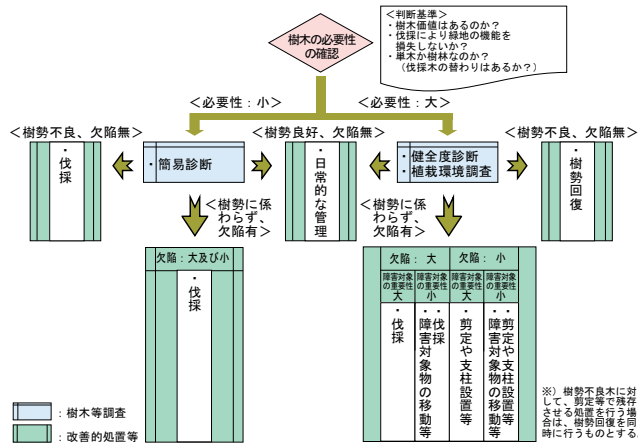 樹木の必要性
の確認
<判断基準>
・樹木価値はあるのか？
・伐採により緑地の機能を
損失しないか？
・単木か樹林なのか？
（伐採木の替わりはあるか？）
<必要性：小>
<必要性：大>
<樹勢不良、欠陥無>
<樹勢良好、欠陥無>
<樹勢不良、欠陥無>
・伐採
・簡易診断
・日常的な管理
・健全度診断
・植栽環境調査
・樹勢回復
<樹勢に係
わらず、
欠陥有>
<樹勢に係
わらず、
欠陥有>
欠陥：大及び小
・伐採
欠陥：大
欠陥：小
障害対象
の重要性
大
障害対象
の重要性
小
障害対象
の重要性
大
障害対象
の重要性
小
・伐採
・伐採
・障害対象物の移動等
・剪定や支柱設置等
・剪定や支柱設置等
・障害対象物の移動等
：樹木等調査
：改善的処置等
※）樹勢不良木に対
して、剪定等で残存
させる処置を行う場
合は、樹勢回復を同
時に行うものとする